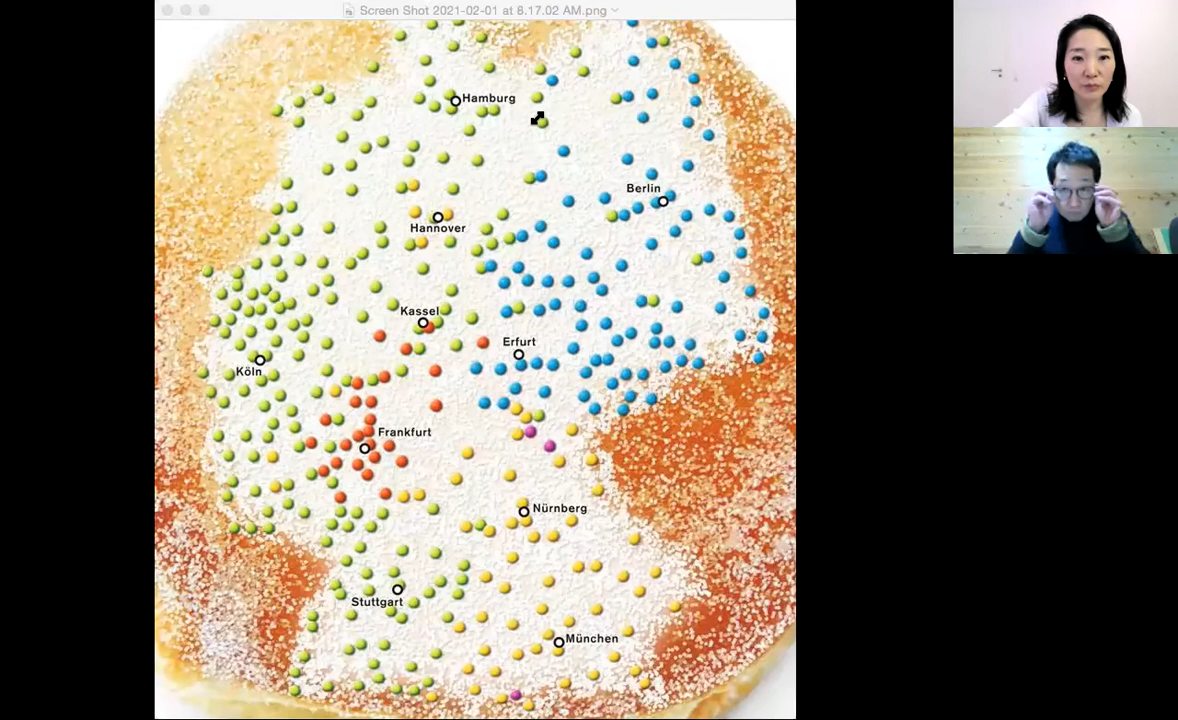 Screen Shot 2021-02-01 at 8.17.02 AM.png
Hamburg
Berlin
Hannover
Kassel
Erfurt
Köln
Frankfurt
Nürnberg
Stuttgart
München